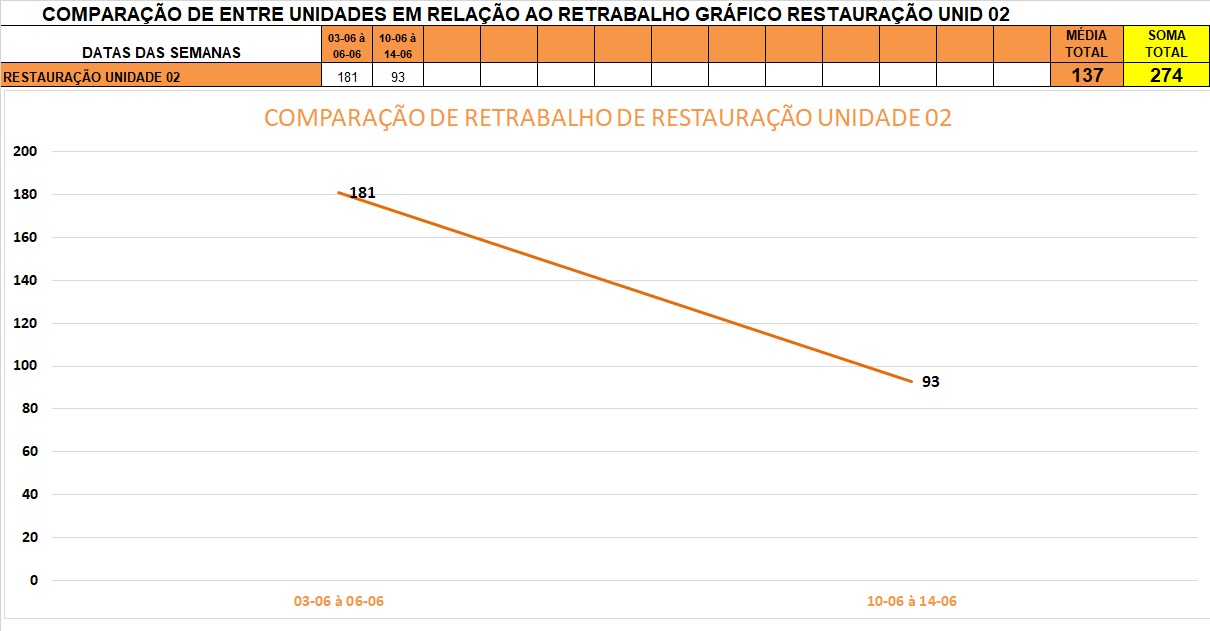 COMPARAÇÃO DE ENTRE UNIDADES EM RELAÇÃO AO RETRABALHO GRÁFICO RESTAURAÇÃO UNID 02
DATAS DAS SEMANAS
03-06 à
06-06
10-06 à
14-06
MÉDIA
TOTAL
SOMA
TOTAL
RESTAURAÇÃO UNIDADE 02
181
93
137
274
COMPARAÇÃO DE RETRABALHO DE RESTAURAÇÃO UNIDADE 02
200
180
160
140
120
100
80
60
40
20
0
181
93
03-06 à 06-06
10-06 à 14-06